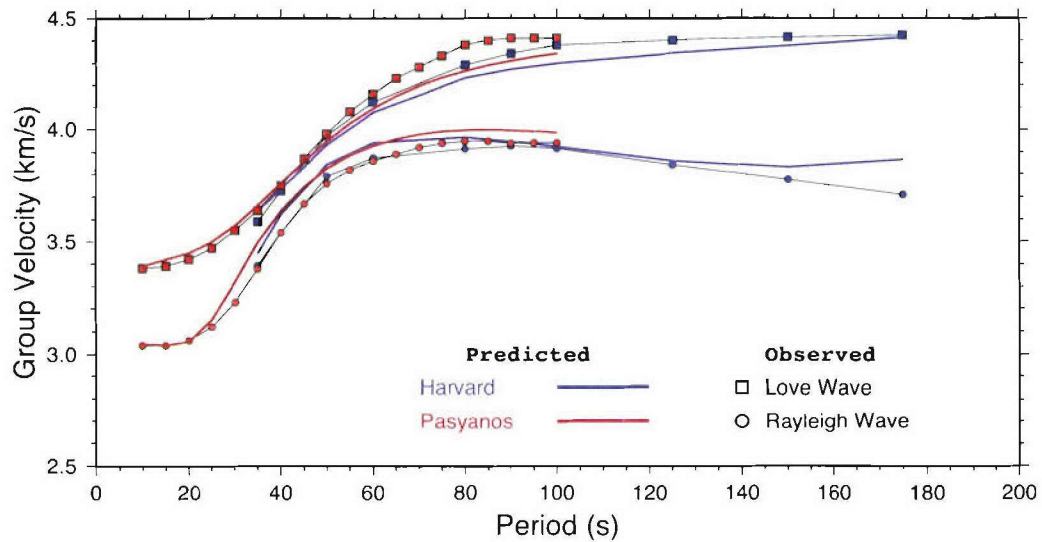 4.5
4.0
3.5
3.0
2.5
Group Velocity (km/s)
Predicted Observed
Harvard Love Wave
Pasyanos Rayleigh Wave
0 20 40 60 80 100 120 140 160 180 200
Period (s)